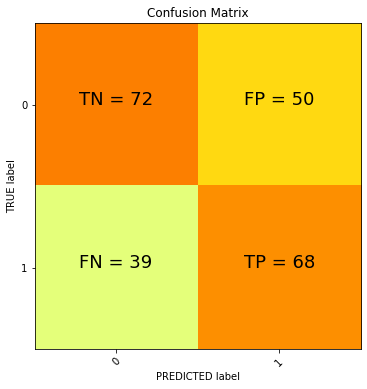 Confusion Matrix
TN = 72
FP = 50
FN = 39
TP = 68
TRUE label
0
1
0
1
PREDICTED label